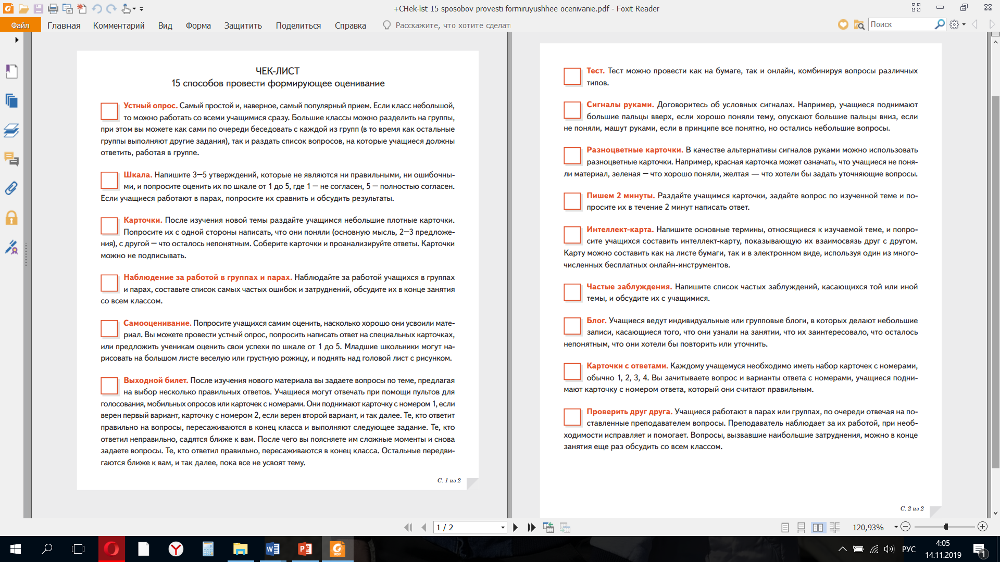 +CHek-list 15 sposobov provesti formiruyushhee ocenivanie.pdf - Foxit Reader
Файл Главная Комментарий Вид Форма Защитить Поделиться Справка Расскажите, что хотите сделат Поиск
ЧЕК-ЛИСТ
15 способов провести формирующее оценивание
Устный опрос. Самый простой и, наверное, самый популярный прием. Если класс небольшой,
то можно работать со всеми учащимися сразу. Большие классы можно разделить на группы,
при этом вы можете как сами по очереди беседовать с каждой из групп (в то время как остальные
группы выполняют другие задания), так и раздать список вопросов, на которые учащиеся должны
ответить, работая в группе.
Шкала. Напишите 3—5 утверждений, которые не являются ни правильными, ни ошибочны-
ми, и попросите оценить их по шкале от 1 до 5, где 1 — не согласен, 5 — полностью согласен.
Если учащиеся работают в парах, попросите их сравнить и обсудить результаты.
Карточки. После изучения новой темы раздайте учащимся небольшие плотные карточки.
Попросите их с одной стороны написать, что они поняли (основную мысль, 2—3 предложе-
ния), с другой — что осталось непонятным. Соберите карточки и проанализируйте ответы. Карточки
можно не подписывать.
Наблюдение за работой в группах и парах. Наблюдайте за работой учащихся в группах
и парах, составьте список самых частых ошибок и затруднений, обсудите их в конце занятия
со всем классом.
Самооценивание. Попросите учащихся самим оценить, насколько хорошо они усвоили мате-
риал. Вы можете провести устный опрос, попросить написать ответ на специальных карточках,
или предложить ученикам оценить свои успехи по шкале от 1 до 5. Младшие школьники могут на-
рисовать на большом листе веселую или грустную рожицу, и поднять над головой лист с рисунком.
Выходной билет. После изучения нового материала вы задаете вопросы по теме, предлагая
на выбор несколько правильных ответов. Учащиеся могут отвечать при помощи пультов для
голосования, мобильных опросов или карточек с номерами. Они поднимают карточку с номером 1, если
верен первый вариант, карточку с номером 2, если верен второй вариант, и так далее. Те, кто ответит
правильно на вопросы, пересаживаются в конец класса и выполняют следующее задание. Те, кто
ответил неправильно, садятся ближе к вам. После чего вы поясняете им сложные моменты и снова
задаете вопросы. Те, кто ответил правильно, пересаживаются в конец класса. Остальные передви-
гаются ближе к вам, и так далее, пока все не усвоят тему.
С. 1 из 2
Тест. Тест можно провести как на бумаге, так и онлайн, комбинируя вопросы различных
типов.
Сигналы руками. Договоритесь об условных сигналах. Например, учащиеся поднимают
большие пальцы вверх, если хорошо поняли тему, опускают большие пальцы вниз, если
не поняли, машут руками, если в принципе все понятно, но остались небольшие вопросы.
Разноцветные карточки. В качестве альтернативы сигналов руками можно использовать
разноцветные карточки. Например, красная карточка может означать, что учащиеся не поня-
ли материал, зеленая — что хорошо поняли, желтая — что хотели бы задать уточняющие вопросы.
Пишем 2 минуты. Раздайте учащимся карточки, задайте вопрос по изученной теме и по-
просите их в течение 2 минут написать ответ.
Интеллект-карта. Напишите основные термины, относящиеся к изучаемой теме, и попро-
сите учащихся составить интеллект-карту, показывающую их взаимосвязь друг с другом.
Карту можно составить как на листе бумаги, так и в электронном виде, используя один из много-
численных бесплатных онлайн-инструментов.
Частые заблуждения. Напишите список частых заблуждений, касающихся той или иной
темы, и обсудите их с учащимися.
Блог. Учащиеся ведут индивидуальные или групповые блоги, в которых делают небольшие
записи, касающиеся того, что они узнали на занятии, что их заинтересовало, что осталось
непонятным, что они хотели бы повторить или уточнить.
Карточки с ответами. Каждому учащемуся необходимо иметь набор карточек с номерами,
обычно 1, 2, 3, 4. Вы зачитываете вопрос и варианты ответа с номерами, учащиеся подни-
мают карточку с номером ответа, который они считают правильным.
Проверить друг друга. Учащиеся работают в парах или группах, по очереди отвечая на по-
ставленные преподавателем вопросы. Преподаватель наблюдает за их работой, при необ-
ходимости исправляет и помогает. Вопросы, вызвавшие наибольшие затруднения, можно в конце
занятия еще раз обсудить со всем классом.
С. 2 из 2
1 / 2 120,93%
РУС 4:05
14.11.2019 1